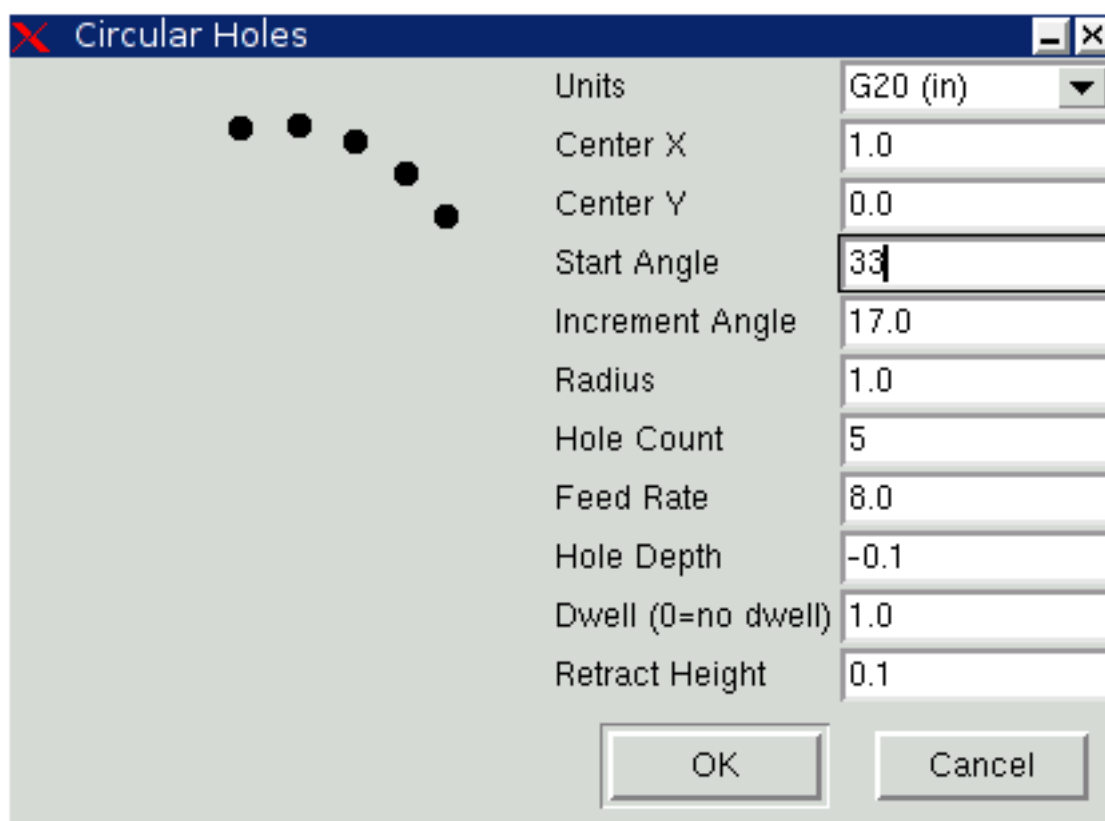 Circular Holes
Units G20 (in)
Center X 1.0
Center Y 0.0
Start Angle 33
Increment Angle 17.0
Radius 1.0
Hole Count 5
Feed Rate 8.0
Hole Depth -0.1
Dwell (0=no dwell) 1.0
Retract Height 0.1
OK Cancel